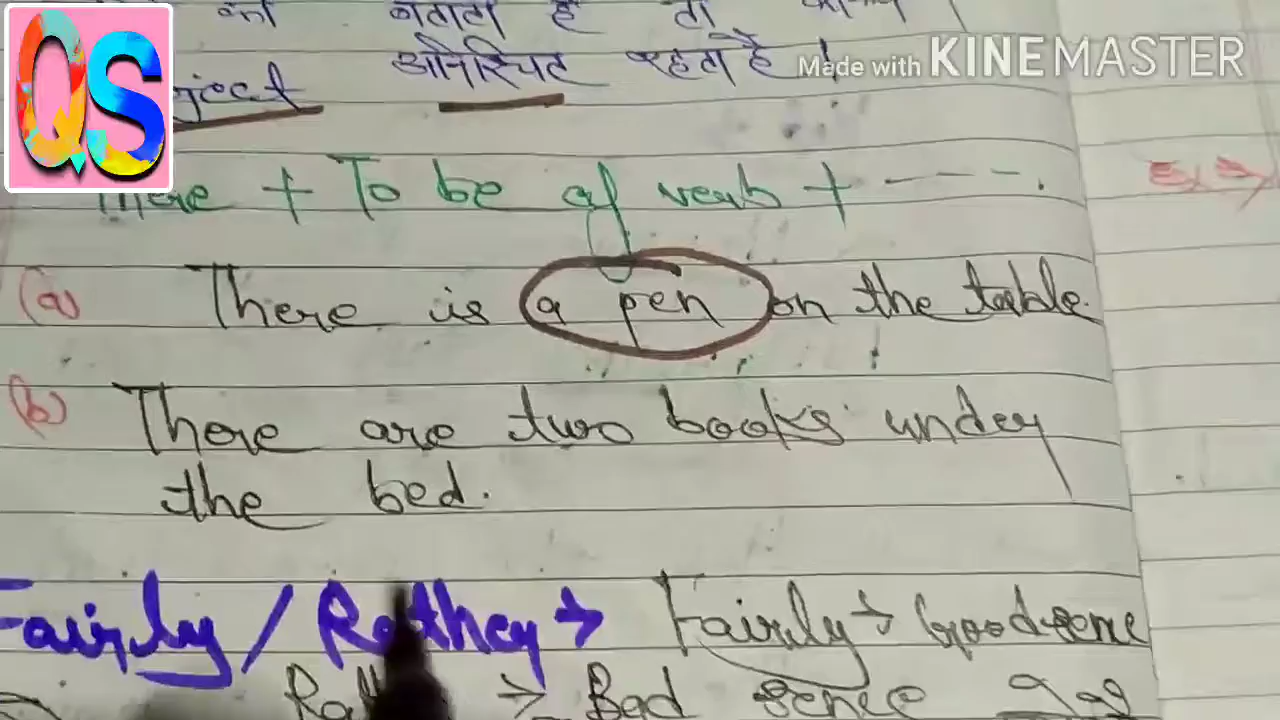 को बताता है तो
QS
ject अनिश्चित रहता है।
Made with KINEMASTER
There + To be of verb + ----.
(a) There is a pen on the table.
(b) There are two books under
the bed.
Fairly / Rather → Fairly → Good sense
→ Bad sense